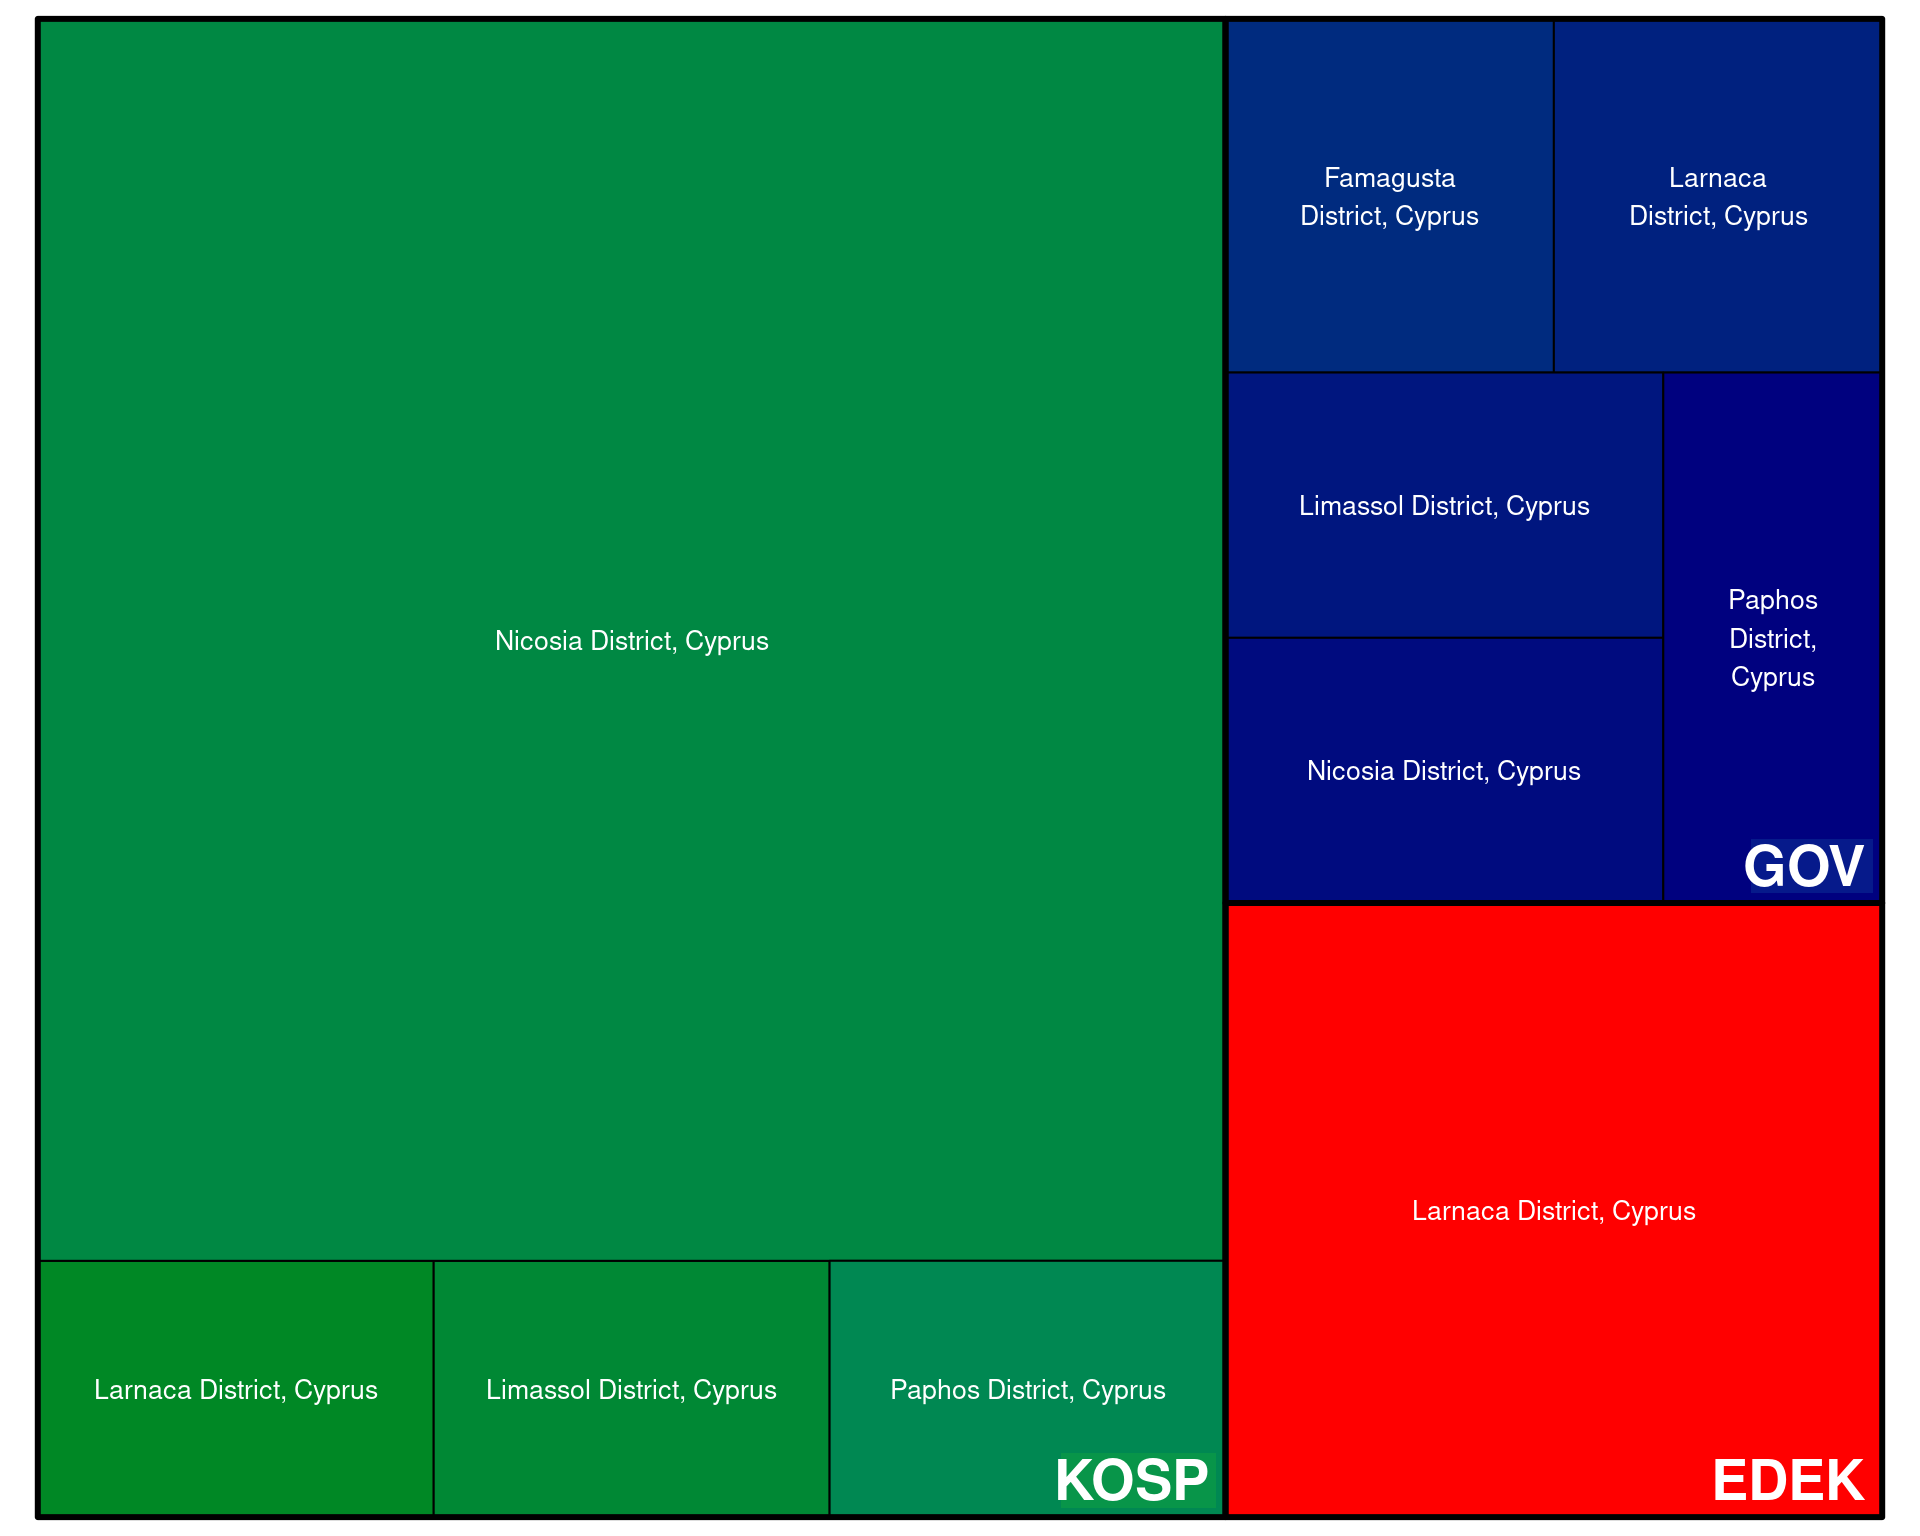 Nicosia District, Cyprus
Larnaca District, Cyprus
Limassol District, Cyprus
Paphos District, Cyprus
KOSP
Famagusta
District, Cyprus
Larnaca
District, Cyprus
Limassol District, Cyprus
Nicosia District, Cyprus
Paphos
District,
Cyprus
GOV
Larnaca District, Cyprus
EDEK